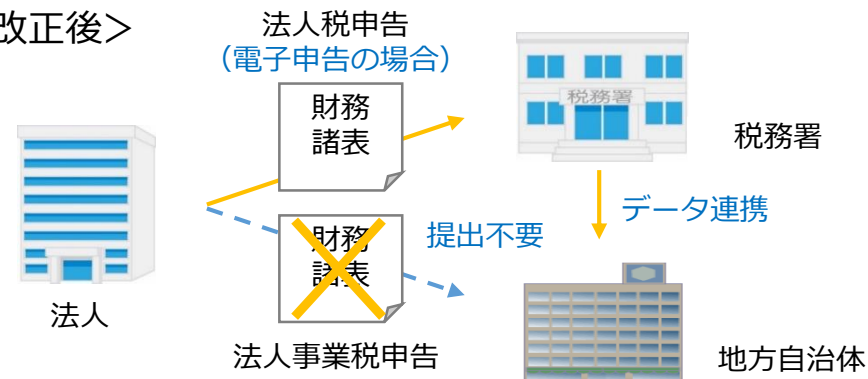 改正後＞
法人税申告
（電子申告の場合）
財務
諸表
税務署
税務署
データ連携
財務
諸表
提出不要
法人
法人事業税申告
地方自治体